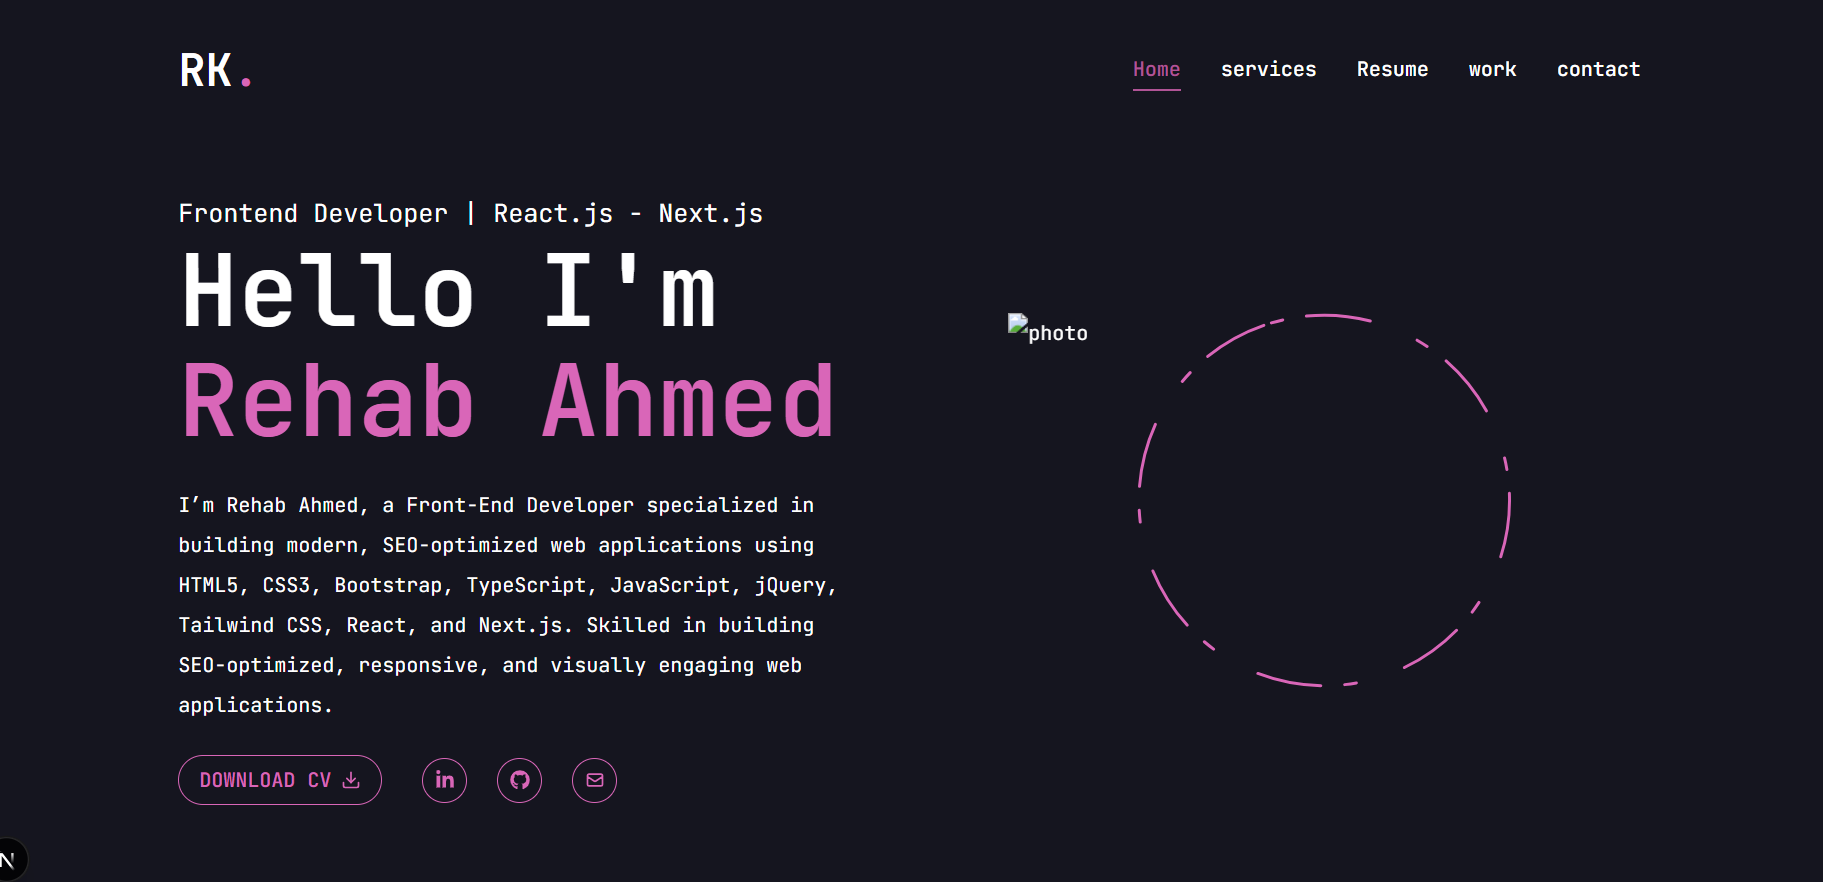 RK.
Home services Resume work contact
Frontend Developer | React.js - Next.js
Hello I'm
Rehab Ahmed
photo
I’m Rehab Ahmed, a Front-End Developer specialized in
building modern, SEO-optimized web applications using
HTML5, CSS3, Bootstrap, TypeScript, JavaScript, jQuery,
Tailwind CSS, React, and Next.js. Skilled in building
SEO-optimized, responsive, and visually engaging web
applications.
DOWNLOAD CV
in
N